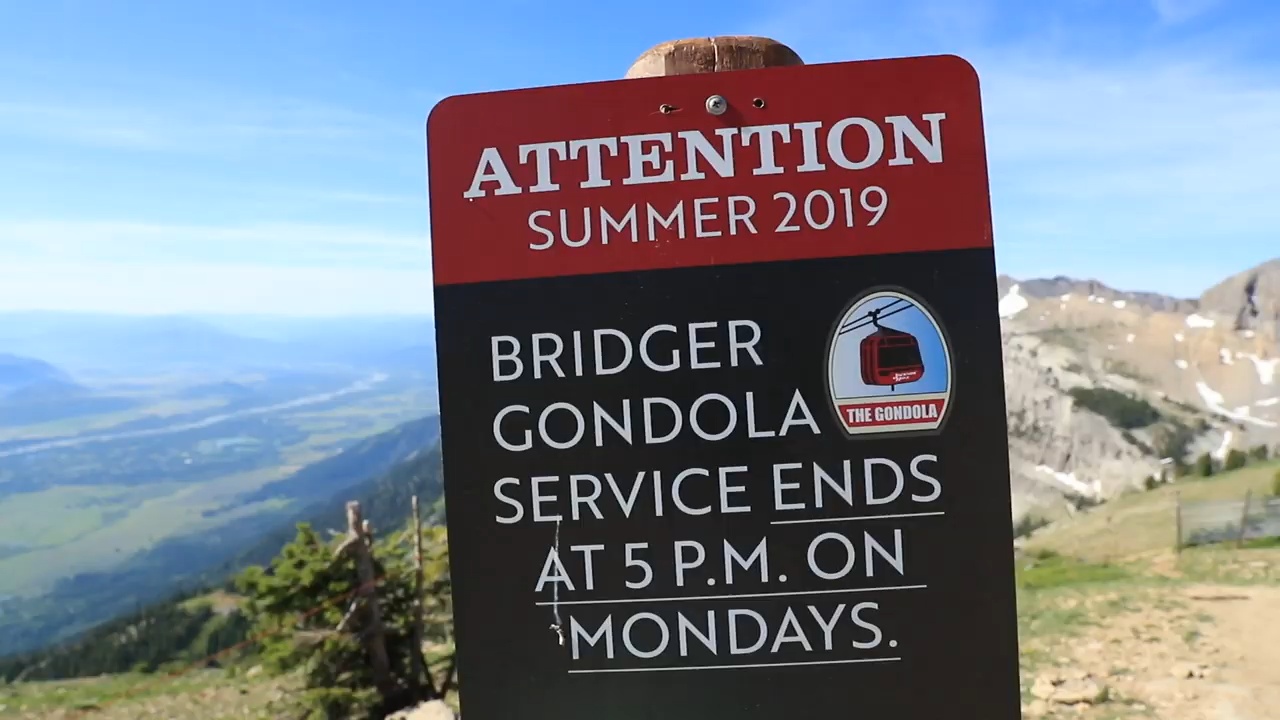 ATTENTION
SUMMER 2019
BRIDGER
GONDOLA
SERVICE ENDS
AT 5 P.M. ON
MONDAYS.
THE GONDOLA